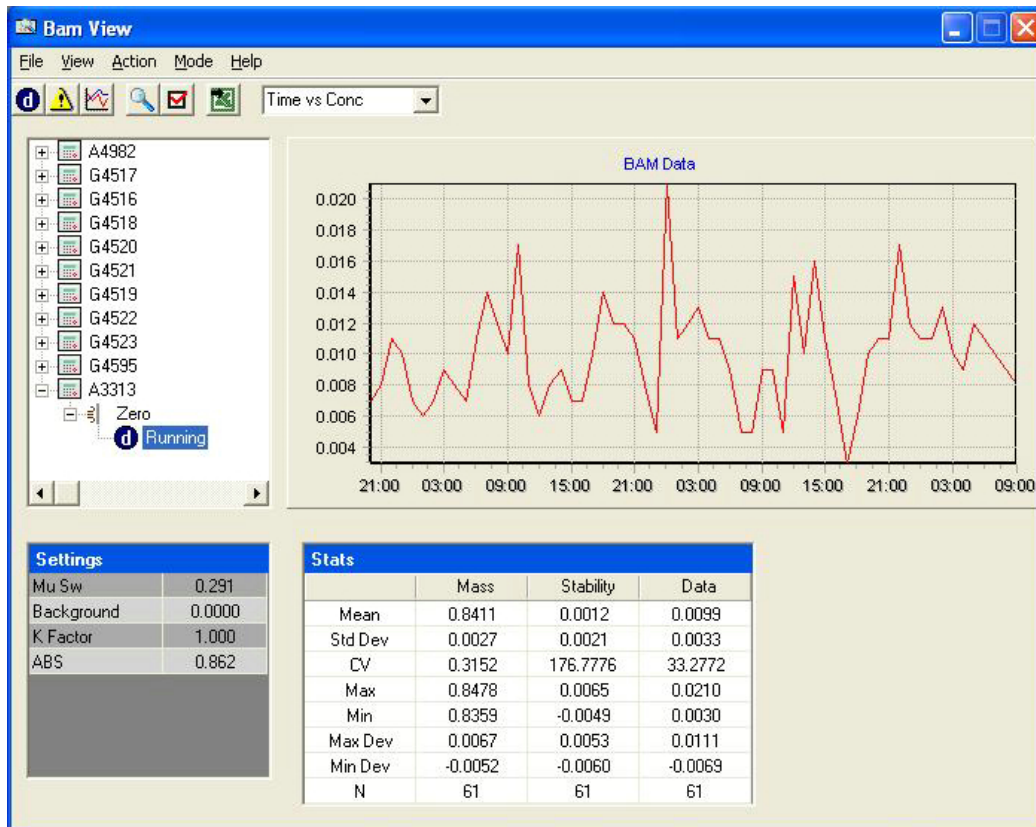 Bam View
File View Action Mode Help
d Time vs Conc
A4982
G4517
G4516
G4518
G4520
G4521
G4519
G4522
G4523
G4595
A3313
Zero
d Running
BAM Data
0.020
0.018
0.016
0.014
0.012
0.010
0.008
0.006
0.004
21:00 03:00 09:00 15:00 21:00 03:00 09:00 15:00 21:00 03:00 09:00
Settings
Mu Sw 0.291
Background 0.0000
K Factor 1.000
ABS 0.862
Stats
Mass Stability Data
Mean 0.8411 0.0012 0.0099
Std Dev 0.0027 0.0021 0.0033
CV 0.3152 176.7776 33.2772
Max 0.8478 0.0065 0.0210
Min 0.8359 -0.0049 0.0030
Max Dev 0.0067 0.0053 0.0111
Min Dev -0.0052 -0.0060 -0.0069
N 61 61 61